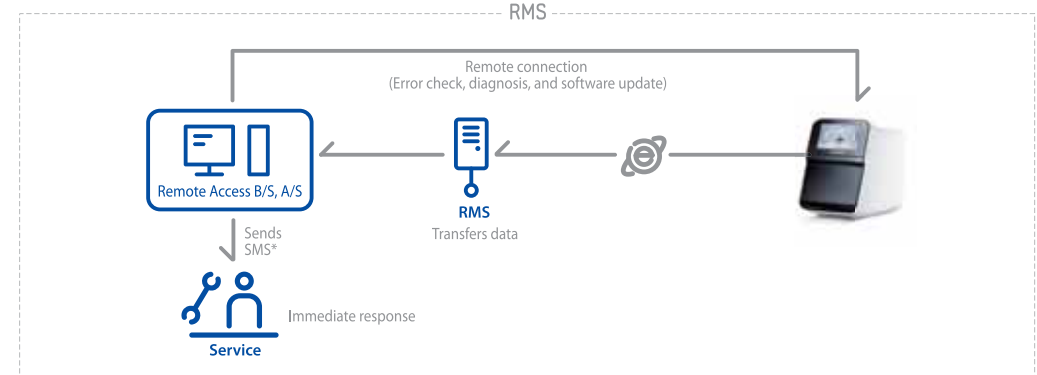 RMS
Remote connection
(Error check, diagnosis, and software update)
Remote Access B/S, A/S
RMS
Transfers data
Sends
SMS*
Immediate response
Service